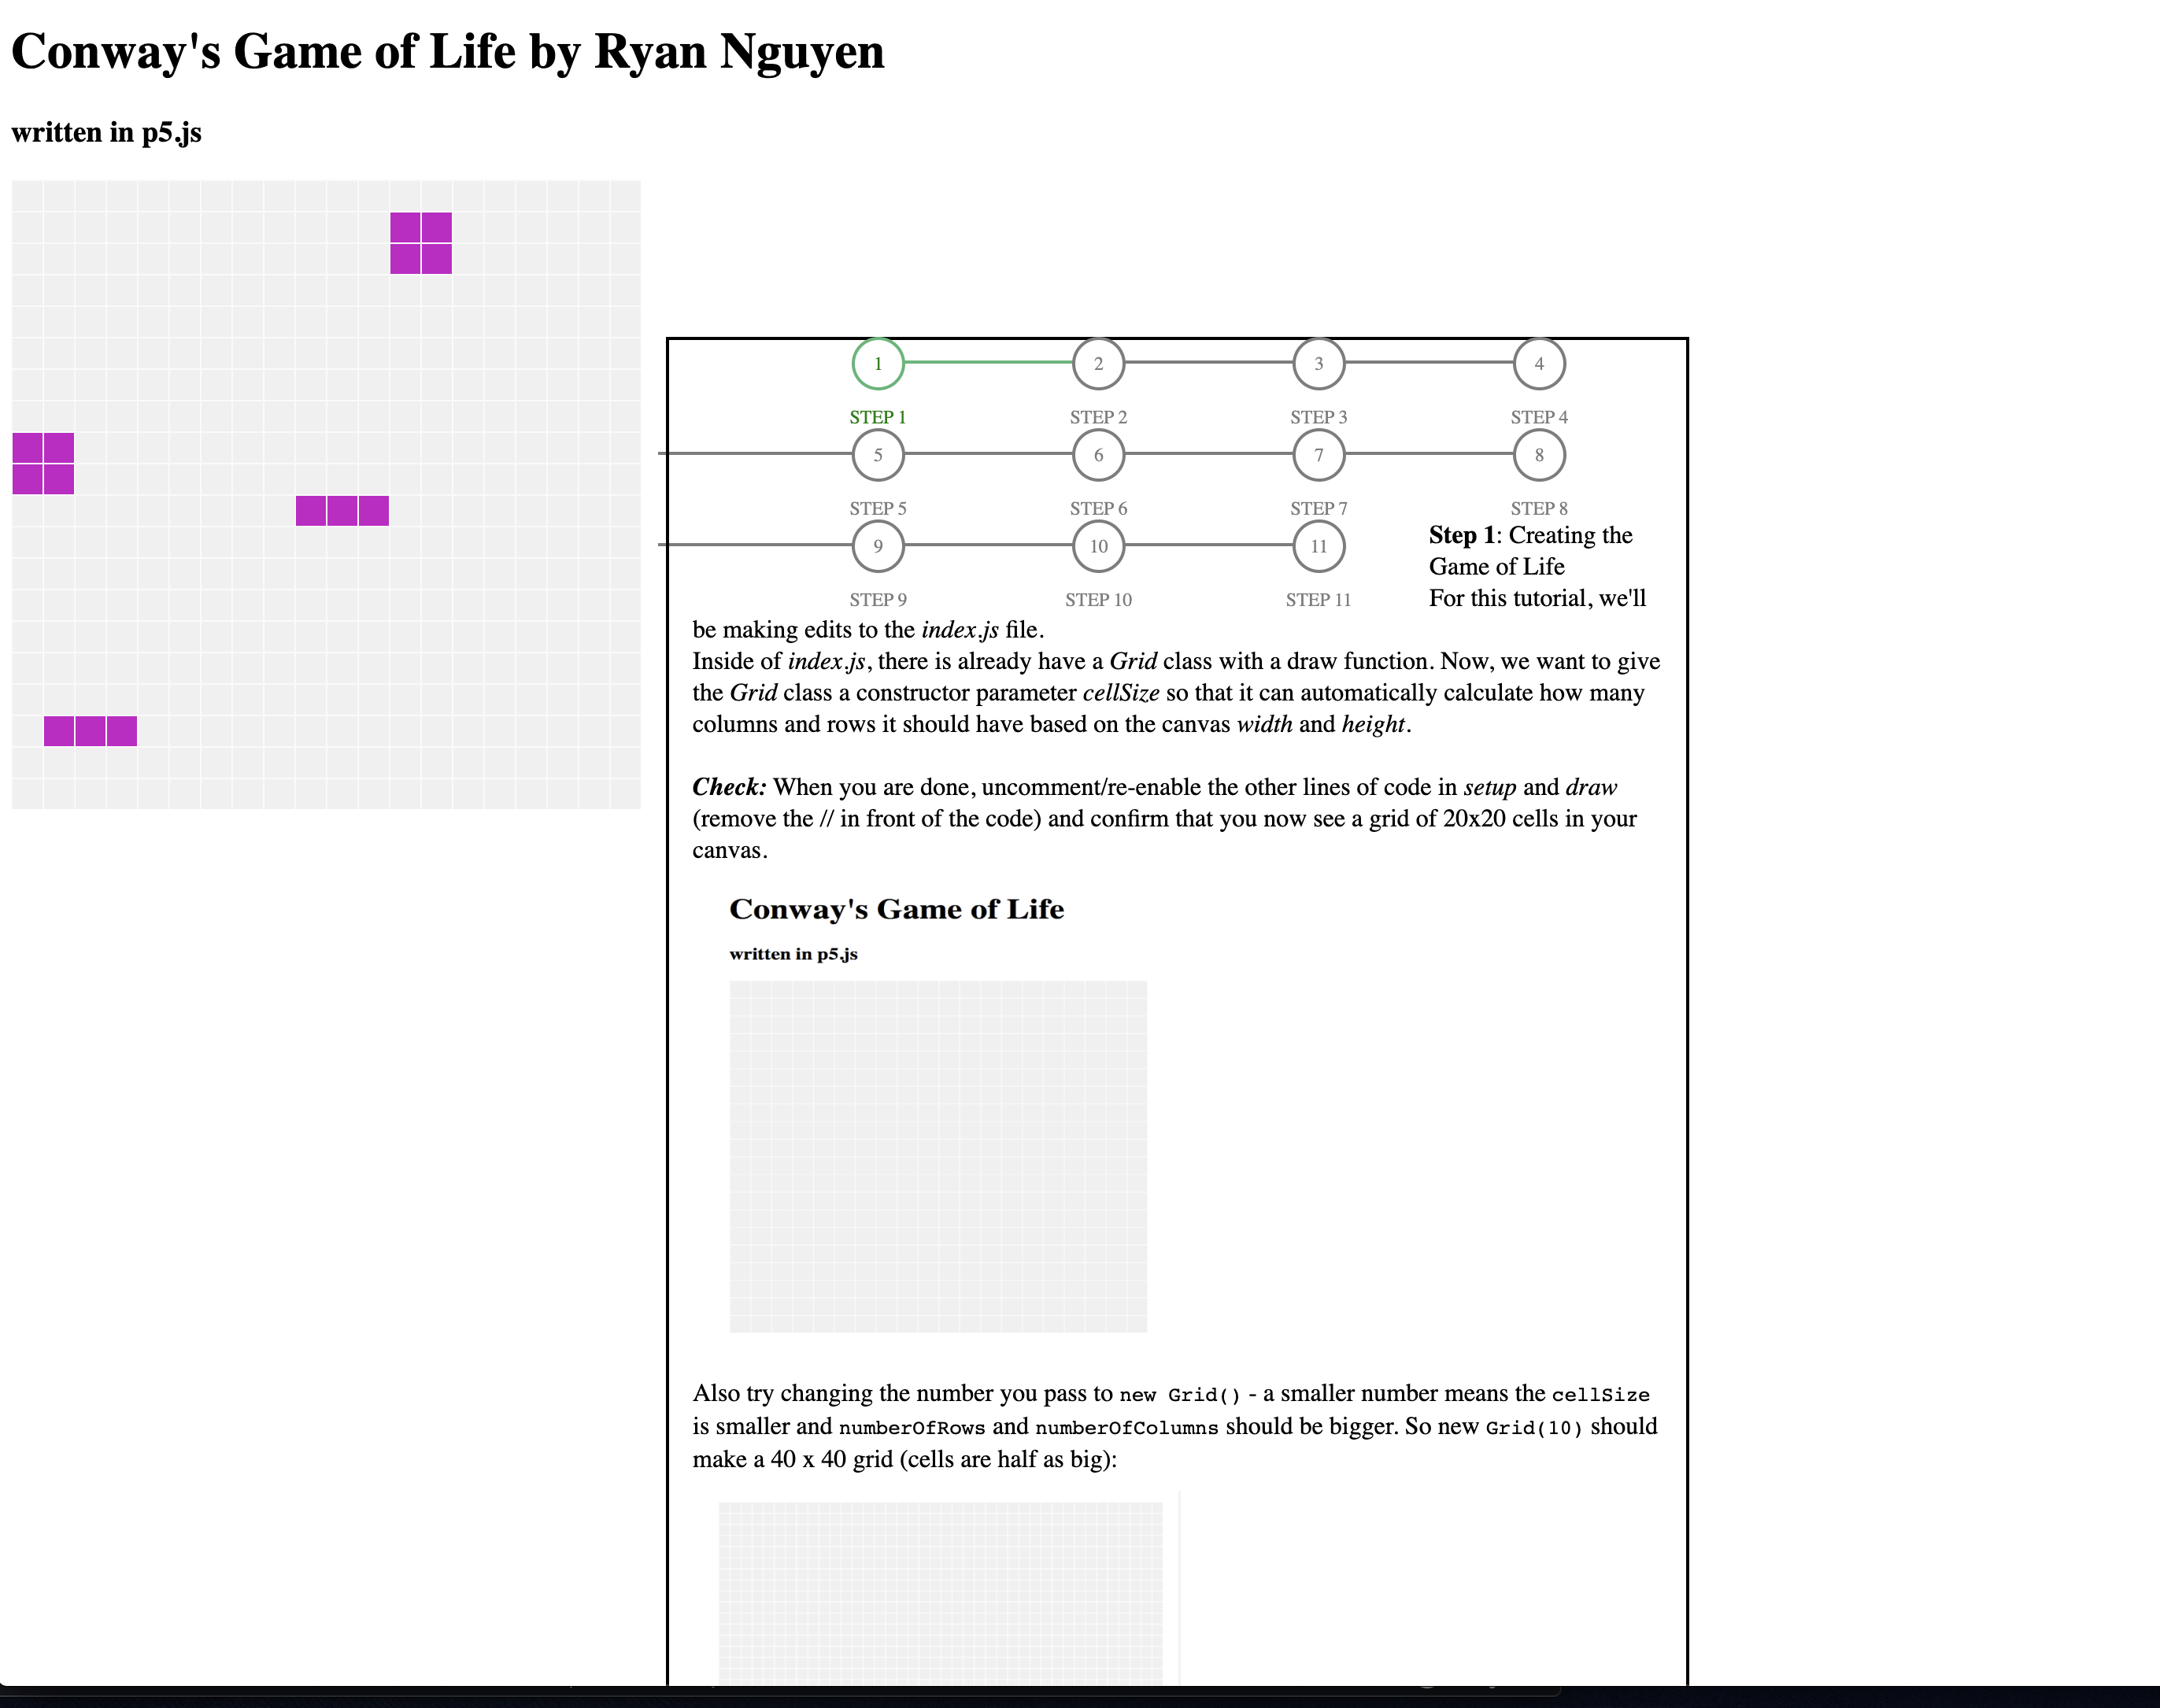 Conway's Game of Life by Ryan Nguyen
written in p5.js
1 2 3 4
STEP 1 STEP 2 STEP 3 STEP 4
5 6 7 8
STEP 5 STEP 6 STEP 7 STEP 8
9 10 11
STEP 9 STEP 10 STEP 11
Step 1: Creating the
Game of Life
For this tutorial, we'll
be making edits to the index.js file.
Inside of index.js, there is already have a Grid class with a draw function. Now, we want to give
the Grid class a constructor parameter cellSize so that it can automatically calculate how many
columns and rows it should have based on the canvas width and height.
Check: When you are done, uncomment/re-enable the other lines of code in setup and draw
(remove the // in front of the code) and confirm that you now see a grid of 20x20 cells in your
canvas.
Conway's Game of Life
written in p5.js
Also try changing the number you pass to new Grid() - a smaller number means the cellSize
is smaller and numberOfRows and numberOfColumns should be bigger. So new Grid(10) should
make a 40 x 40 grid (cells are half as big):